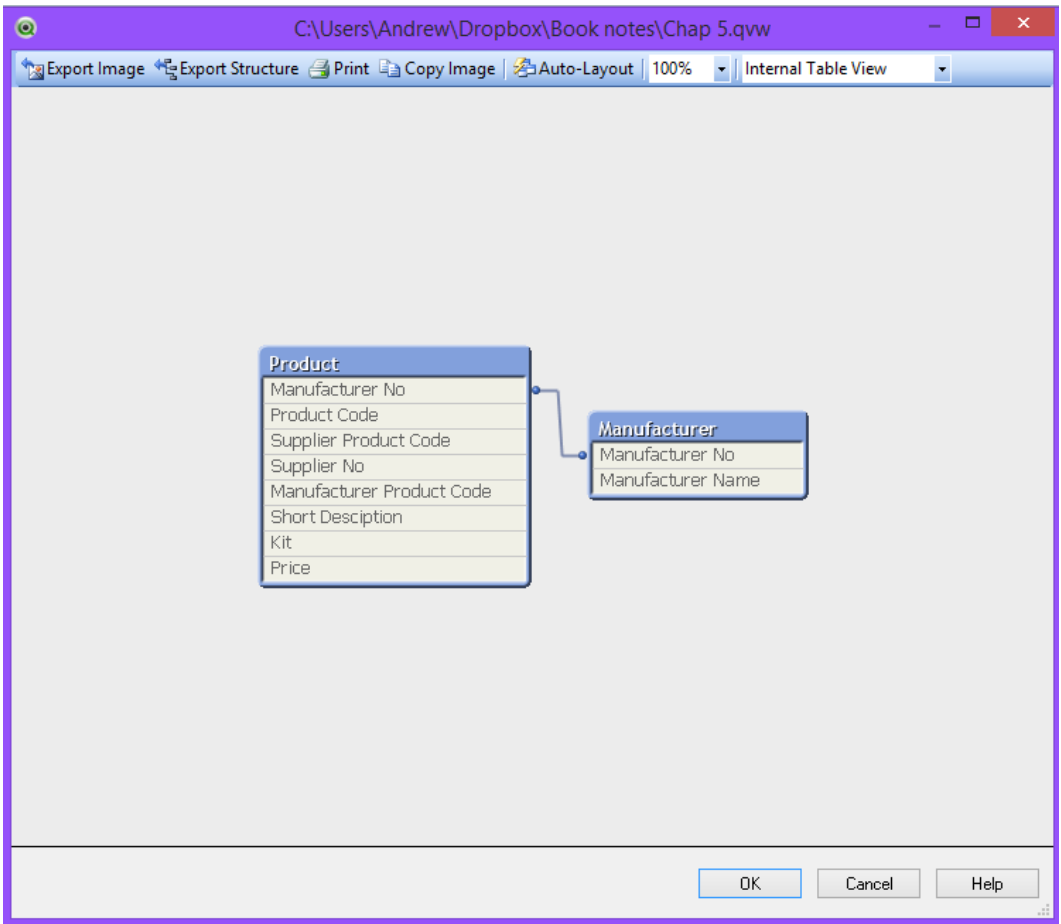 C:\Users\Andrew\Dropbox\Book notes\Chap 5.qvw
Export Image Export Structure Print Copy Image Auto-Layout 100% Internal Table View
Product
Manufacturer No
Product Code
Supplier Product Code
Supplier No
Manufacturer Product Code
Short Desciption
Kit
Price
Manufacturer
Manufacturer No
Manufacturer Name
OK Cancel Help